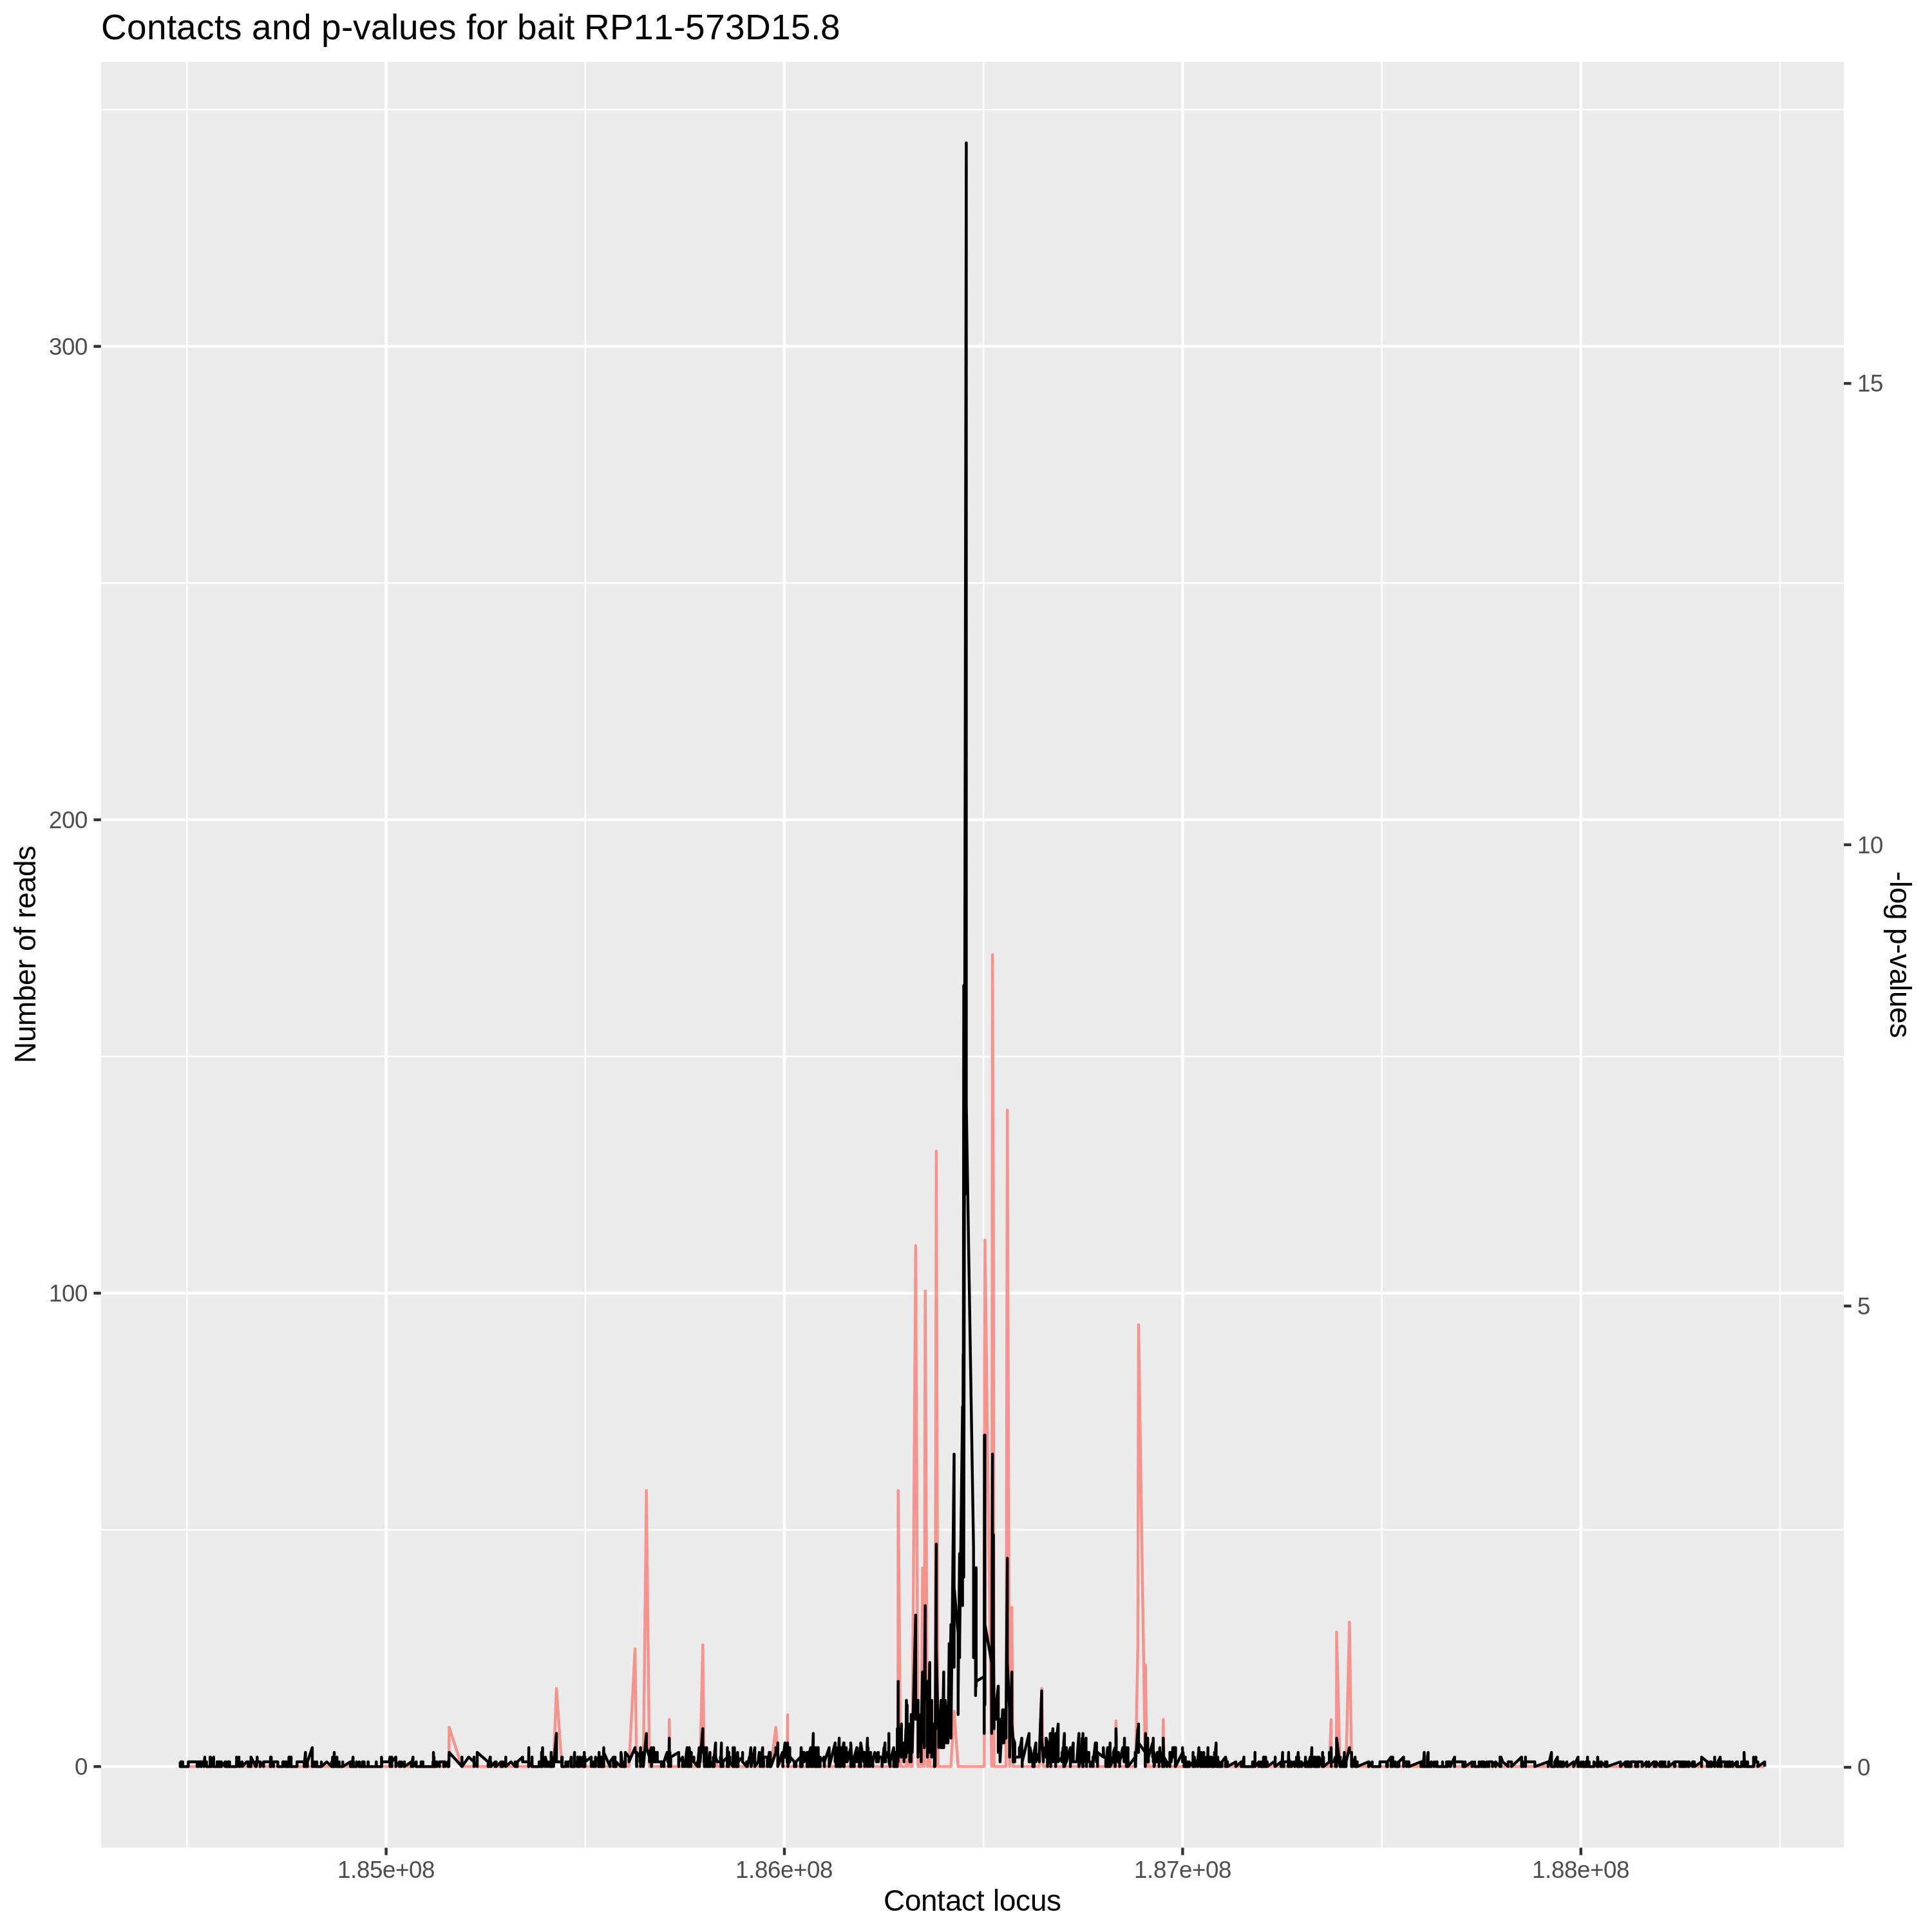 Contacts and p-values for bait RP11-573D15.8
Number of reads
300
200
100
0
15
10
5
0
-log p-values
1.85e+08
1.86e+08
1.87e+08
1.88e+08
Contact locus